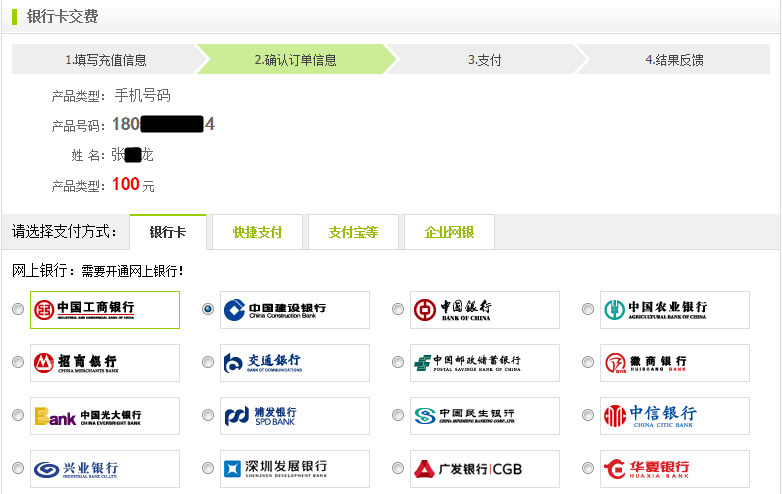 银行卡交费
1.填写充值信息 2.确认订单信息 3.支付 4.结果反馈
产品类型： 手机号码
产品号码：180 4
姓 名：张 龙
产品类型：100 元
请选择支付方式： 银行卡 快捷支付 支付宝等 企业网银
网上银行：需要开通网上银行！
中国工商银行 中国建设银行 中国银行 中国农业银行
INDUSTRIAL AND COMMERCIAL BANK OF CHINA China Construction Bank BANK OF CHINA AGRICULTURAL BANK OF CHINA
招商银行 交通银行 中国邮政储蓄银行 徽商银行
CHINA MERCHANTS BANK BANK OF COMMUNICATIONS POSTAL SAVINGS BANK OF CHINA Bank HUISHANG BANK
Bank 中国光大银行 浦发银行 中国民生银行 中信银行
CHINA EVERBRIGHT BANK SPD BANK CHINA MINSHENG BANKING CORP.,LTD. CHINA CITIC BANK
兴业银行 深圳发展银行 广发银行|CGB 华夏银行
INDUSTRIAL BANK CO.,LTD. SHENZHEN DEVELOPMENT BANK HUAXIA BANK